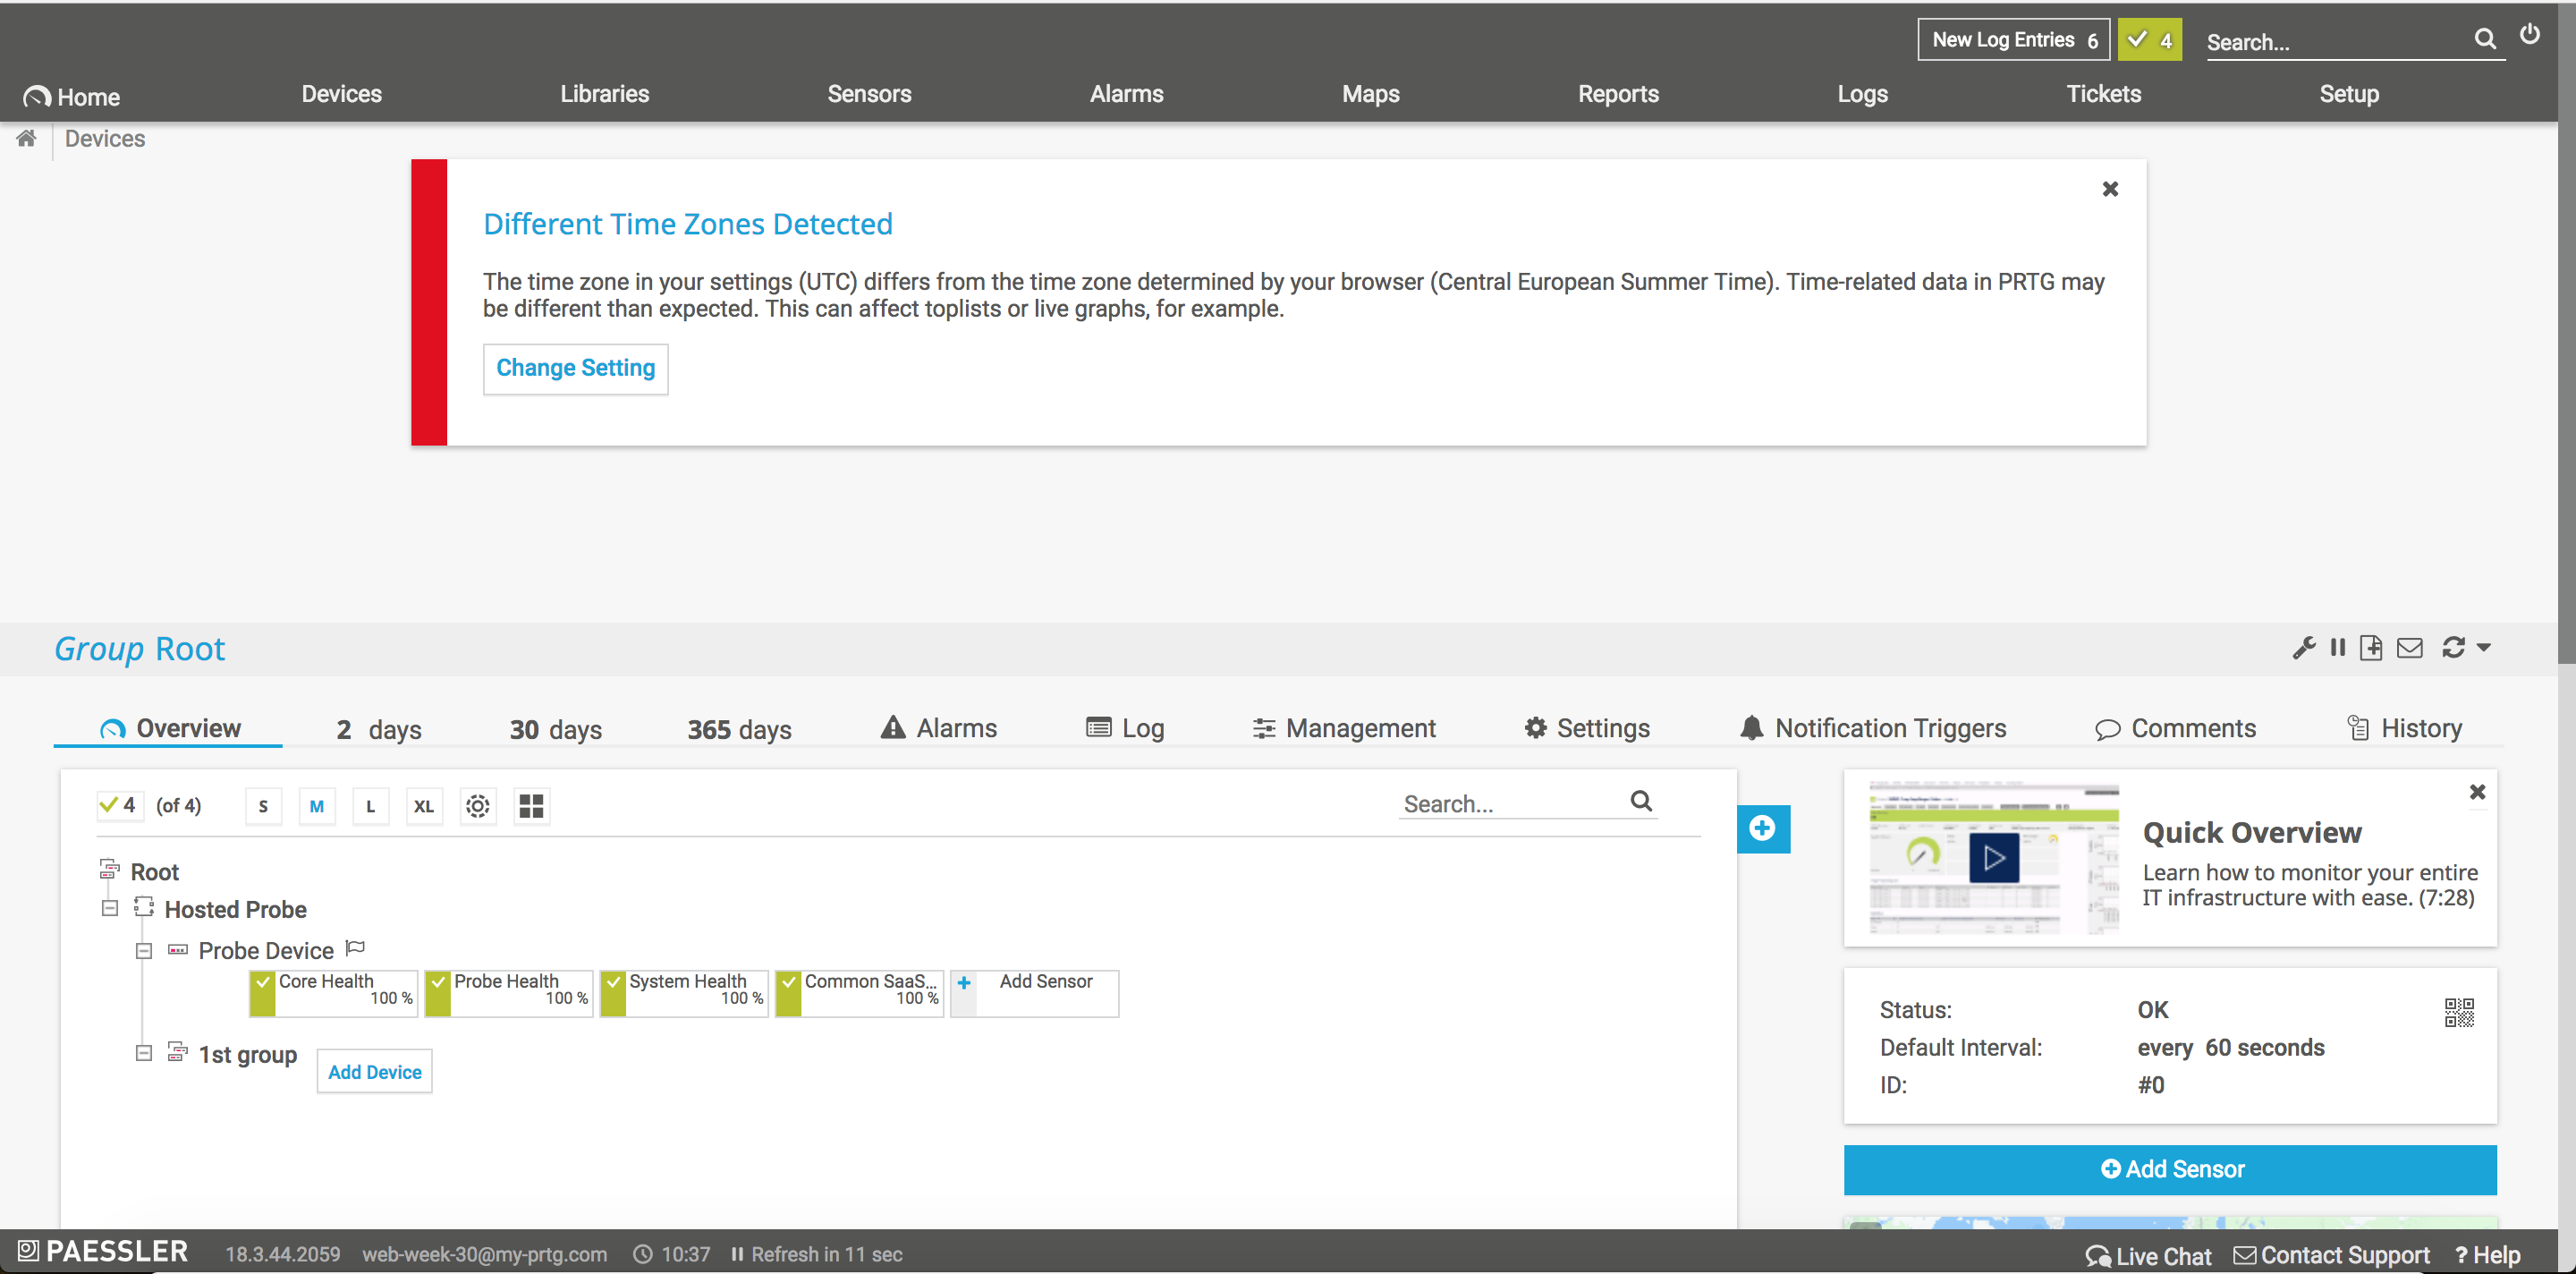 New Log Entries 6
4
Search...
Home
Devices
Libraries
Sensors
Alarms
Maps
Reports
Logs
Tickets
Setup
Devices
Different Time Zones Detected
The time zone in your settings (UTC) differs from the time zone determined by your browser (Central European Summer Time). Time-related data in PRTG may
be different than expected. This can affect toplists or live graphs, for example.
Change Setting
Group Root
Overview
2 days
30 days
365 days
Alarms
Log
Management
Settings
Notification Triggers
Comments
History
4 (of 4)
S
M
L
XL
Search...
Root
Hosted Probe
Probe Device
Core Health
100 %
Probe Health
100 %
System Health
100 %
Common SaaS...
100 %
Add Sensor
1st group
Add Device
Quick Overview
Learn how to monitor your entire
IT infrastructure with ease. (7:28)
Status: OK
Default Interval: every 60 seconds
ID: #0
Add Sensor
PAESSLER
18.3.44.2059
web-week-30@my-prtg.com
10:37
Refresh in 11 sec
Live Chat
Contact Support
? Help